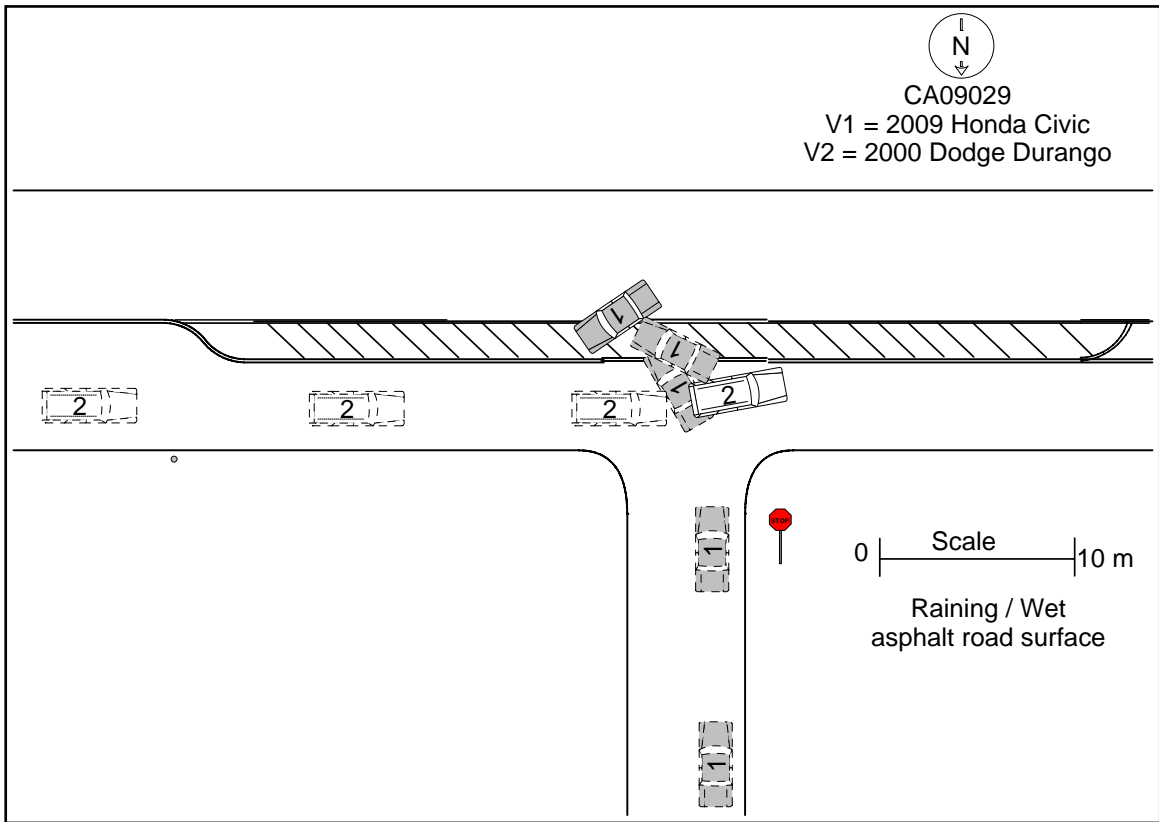 N
CA09029
V1 = 2009 Honda Civic
V2 = 2000 Dodge Durango
1
1
1
2
2
2
2
STOP
1
0 Scale 10 m
Raining / Wet
asphalt road surface
1